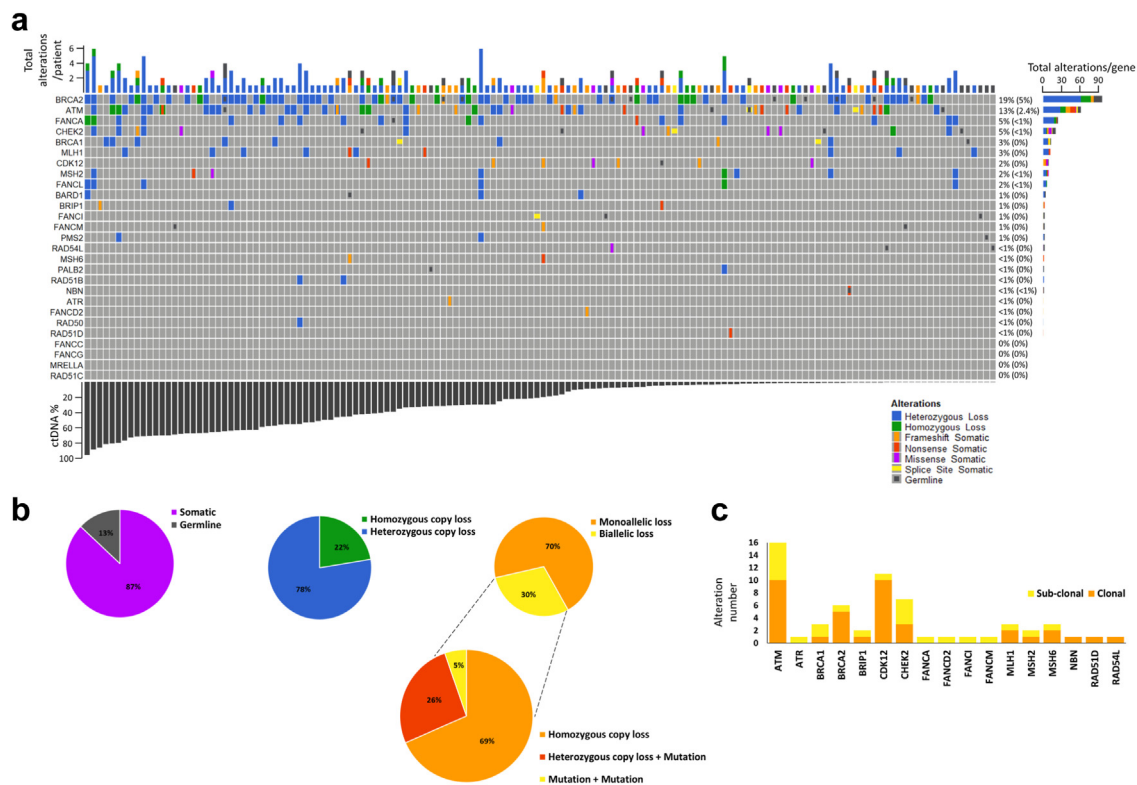 a
Total
alterations
/patient
6
4
2
Total alterations/gene
0 30 60 90
BRCA2 19% (5%)
ATM 13% (2.4%)
FANCA 5% (<1%)
CHEK2 5% (<1%)
BRCA1 3% (0%)
MLH1 3% (0%)
CDK12 2% (0%)
MSH2 2% (<1%)
FANCL 2% (<1%)
BARD1 1% (0%)
BRIP1 1% (0%)
FANCI 1% (0%)
FANCM 1% (0%)
PMS2 1% (0%)
RAD54L <1% (0%)
MSH6 <1% (0%)
PALB2 <1% (0%)
RAD51B <1% (0%)
NBN <1% (<1%)
ATR <1% (0%)
FANCD2 <1% (0%)
RAD50 <1% (0%)
RAD51D <1% (0%)
FANCC 0% (0%)
FANCG 0% (0%)
MRELLA 0% (0%)
RAD51C 0% (0%)
ctDNA %
20
40
60
80
100
Alterations
Heterozygous Loss
Homozygous Loss
Frameshift Somatic
Nonsense Somatic
Missense Somatic
Splice Site Somatic
Germline
b
Somatic
Germline
13%
87%
Homozygous copy loss
Heterozygous copy loss
22%
78%
Monoallelic loss
Biallelic loss
70%
30%
5%
26%
69%
Homozygous copy loss
Heterozygous copy loss + Mutation
Mutation + Mutation
c
Alteration
number
16
14
12
10
8
6
4
2
0
Sub-clonal Clonal
ATM
ATR
BRCA1
BRCA2
BRIP1
CDK12
CHEK2
FANCA
FANCD2
FANCI
FANCM
MLH1
MSH2
MSH6
NBN
RAD51D
RAD54L